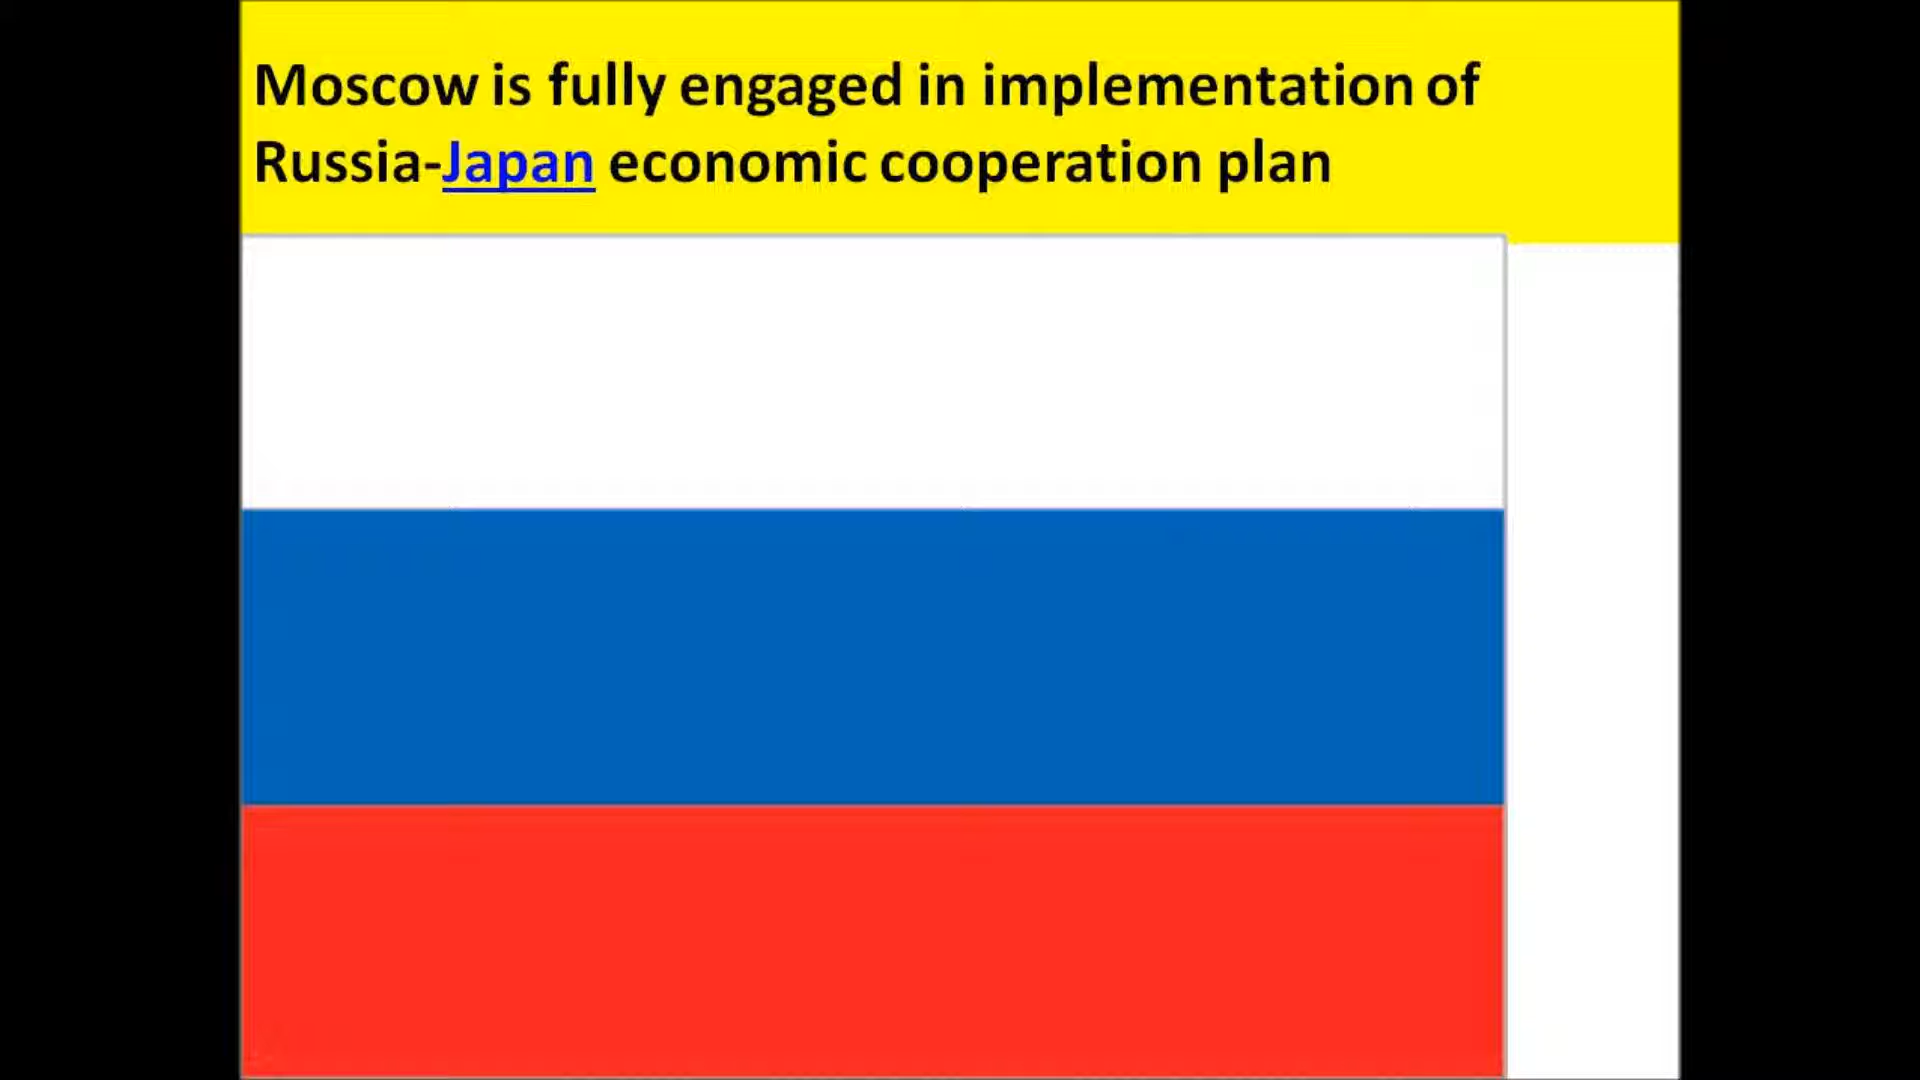 Moscow is fully engaged in implementation of
Russia-Japan economic cooperation plan